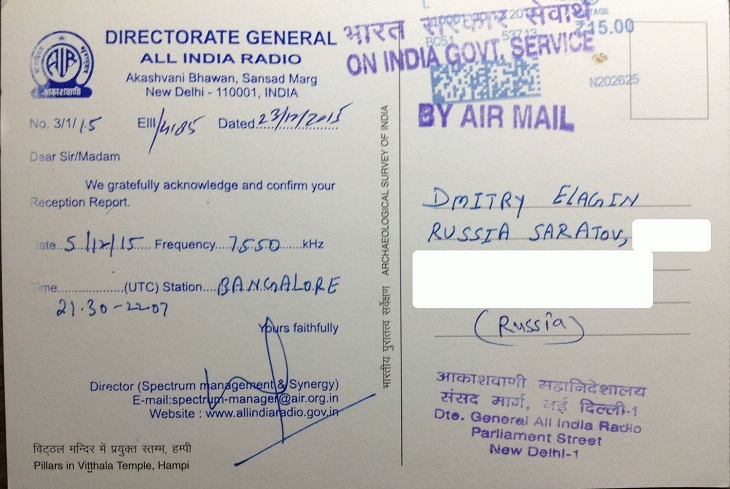 DIRECTORATE GENERAL
ALL INDIA RADIO
Akashvani Bhawan, Sansad Marg
New Delhi - 110001, INDIA
AIR
आकाशवाणी
No. 3/1/15 EIII/4185 Dated 23/12/2015
Dear Sir/Madam
We gratefully acknowledge and confirm your
Reception Report.
ate 5/12/15 Frequency 7550 kHz
me (UTC) Station BANGALORE
21.30-2207
Yours faithfully
Director (Spectrum management & Synergy)
E-mail:spectrum-manager@air.org.in
Website : www.allindiaradio.gov.in
विट्ठल मन्दिर में प्रयुक्त स्तम्भ, हम्पी
Pillars in Vitthala Temple, Hampi
भारतीय पुरातत्व सर्वेक्षण ARCHAEOLOGICAL SURVEY OF INDIA
भारत सरकार सेवार्थ
ON INDIA GOVT. SERVICE
15.00
N202625
BY AIR MAIL
DMITRY ELAGIN
RUSSIA SARATOV,
(Russia)
आकाशवाणी महानिदेशालय
संसद मार्ग, नई दिल्ली-1
Dte. General All India Radio
Parliament Street
New Delhi-1